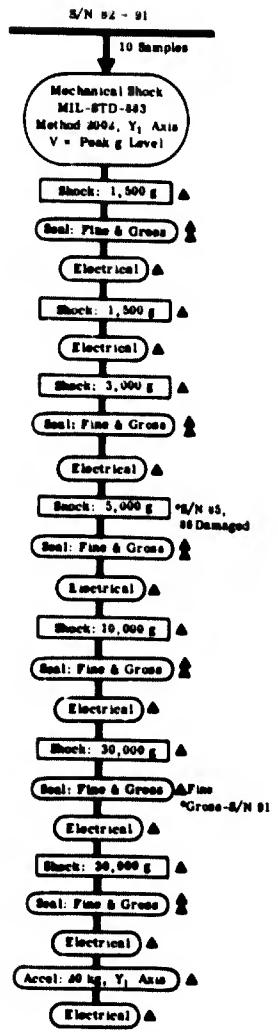 S/N 82 - 91
10 Samples
Mechanical Shock
MIL-STD-883
Method 2002, Y1 Axis
V = Peak g Level
Shock: 1,500 g
Seal: Fine & Gross
Electrical
Shock: 1,500 g
Electrical
Shock: 3,000 g
Seal: Fine & Gross
Electrical
Shock: 5,000 g
*S/N 85,
86 Damaged
Seal: Fine & Gross
Electrical
Shock: 10,000 g
Seal: Fine & Gross
Electrical
Shock: 30,000 g
Seal: Fine & Gross
Fine
*Gross-S/N 91
Electrical
Shock: 30,000 g
Seal: Fine & Gross
Electrical
Accel: kg, Y1 Axis
Electrical